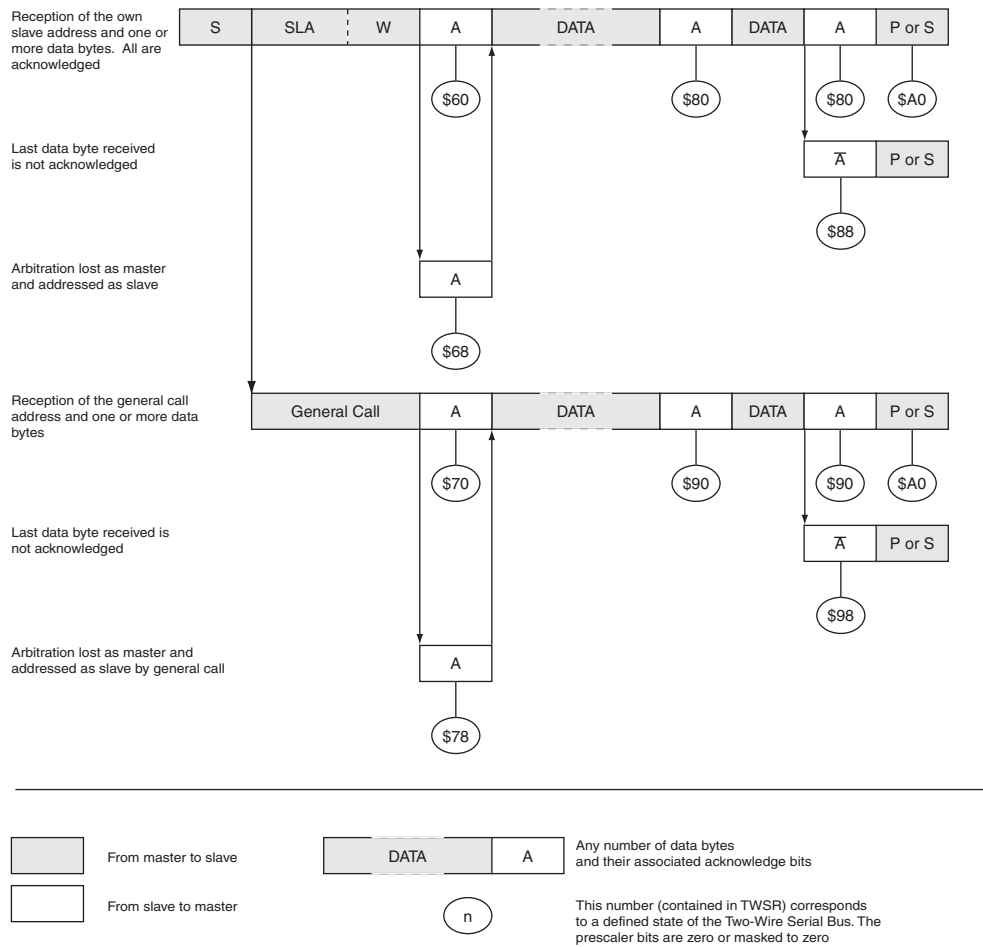 Reception of the own
slave address and one or
more data bytes.  All are
acknowledged
S SLA W A DATA A DATA A P or S
$60 $80 $80 $A0
Last data byte received
is not acknowledged
A̅ P or S
$88
Arbitration lost as master
and addressed as slave
A
$68
Reception of the general call
address and one or more data
bytes
General Call A DATA A DATA A P or S
$70 $90 $90 $A0
Last data byte received is
not acknowledged
A̅ P or S
$98
Arbitration lost as master and
addressed as slave by general call
A
$78
From master to slave
DATA A
Any number of data bytes
and their associated acknowledge bits
From slave to master
n
This number (contained in TWSR) corresponds
to a defined state of the Two-Wire Serial Bus. The
prescaler bits are zero or masked to zero